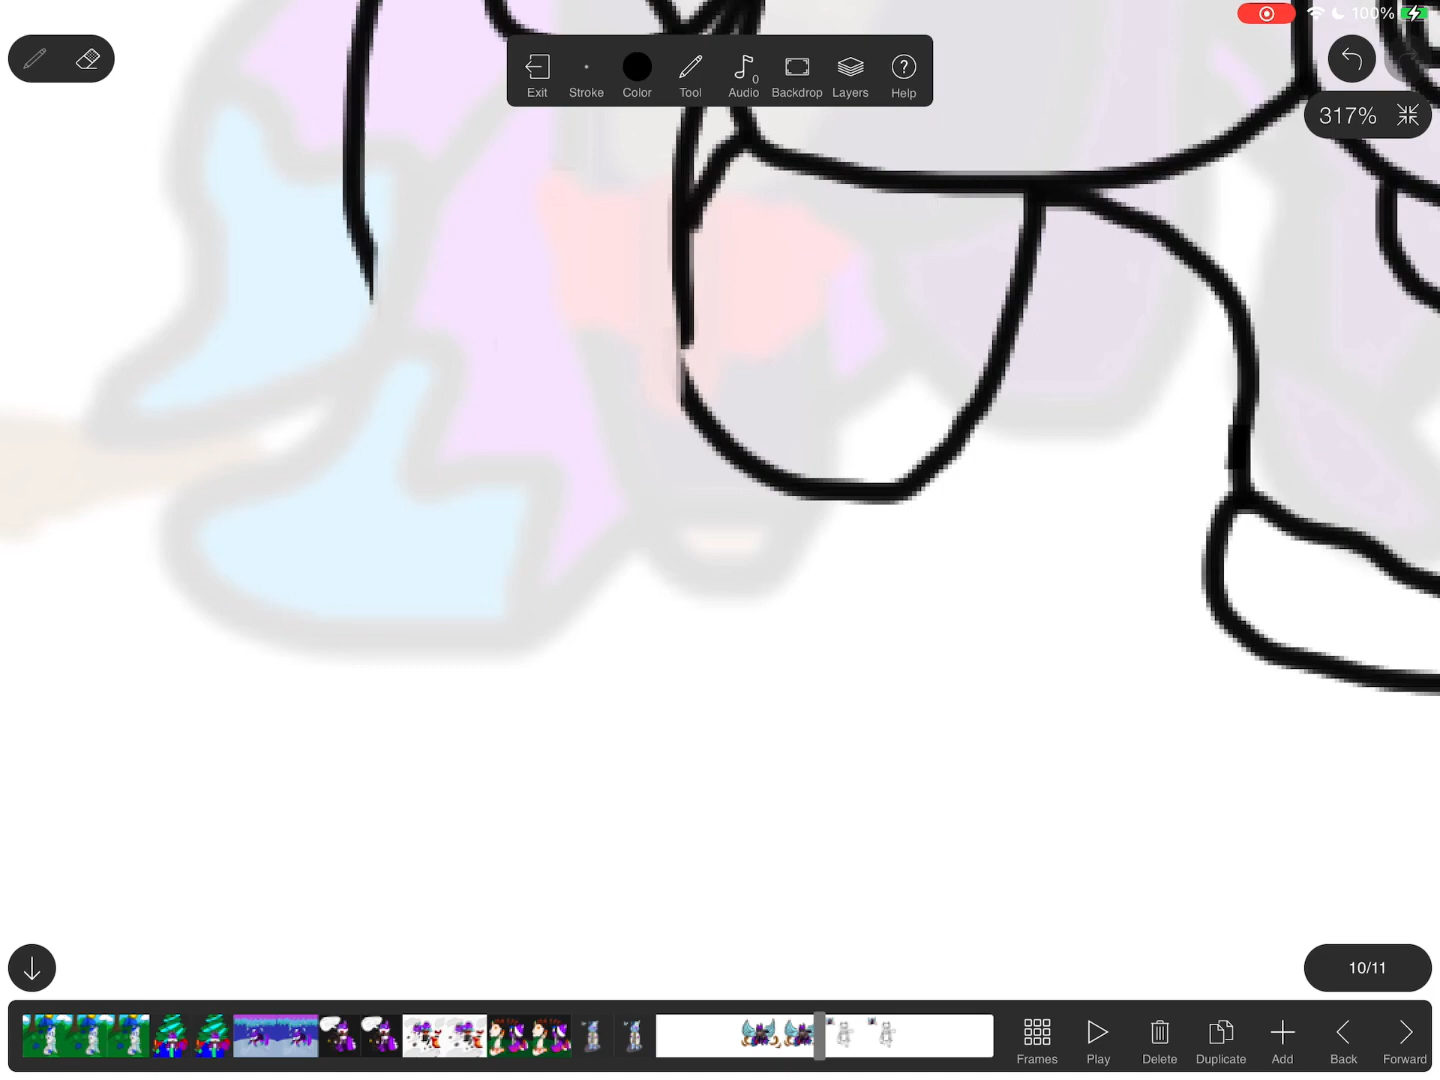 100%
Exit Stroke Color Tool Audio 0 Backdrop Layers Help
317%
10/11
Frames Play Delete Duplicate Add Back Forward